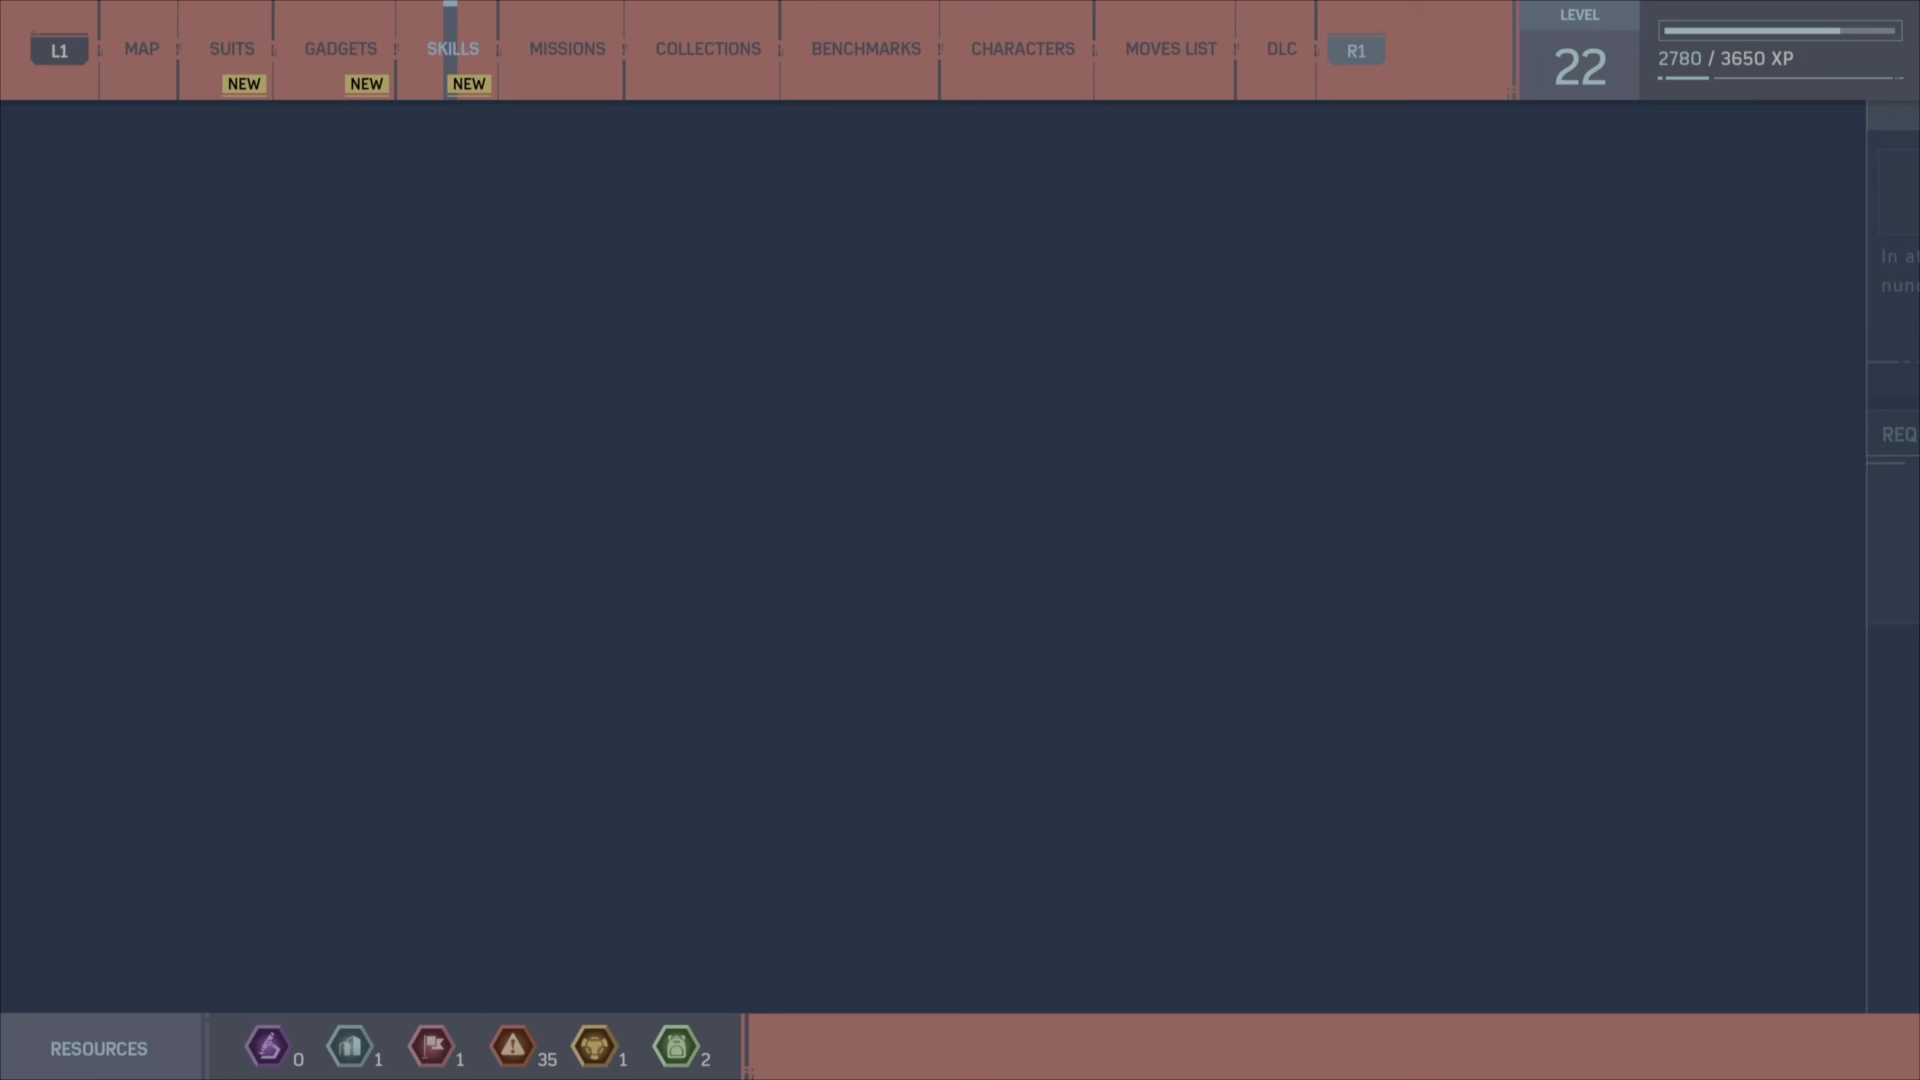 L1 MAP SUITS GADGETS SKILLS MISSIONS COLLECTIONS BENCHMARKS CHARACTERS MOVES LIST DLC R1
NEW NEW NEW
LEVEL
22
2780 / 3650 XP
In
REQ
RESOURCES 0 1 1 35 1 2